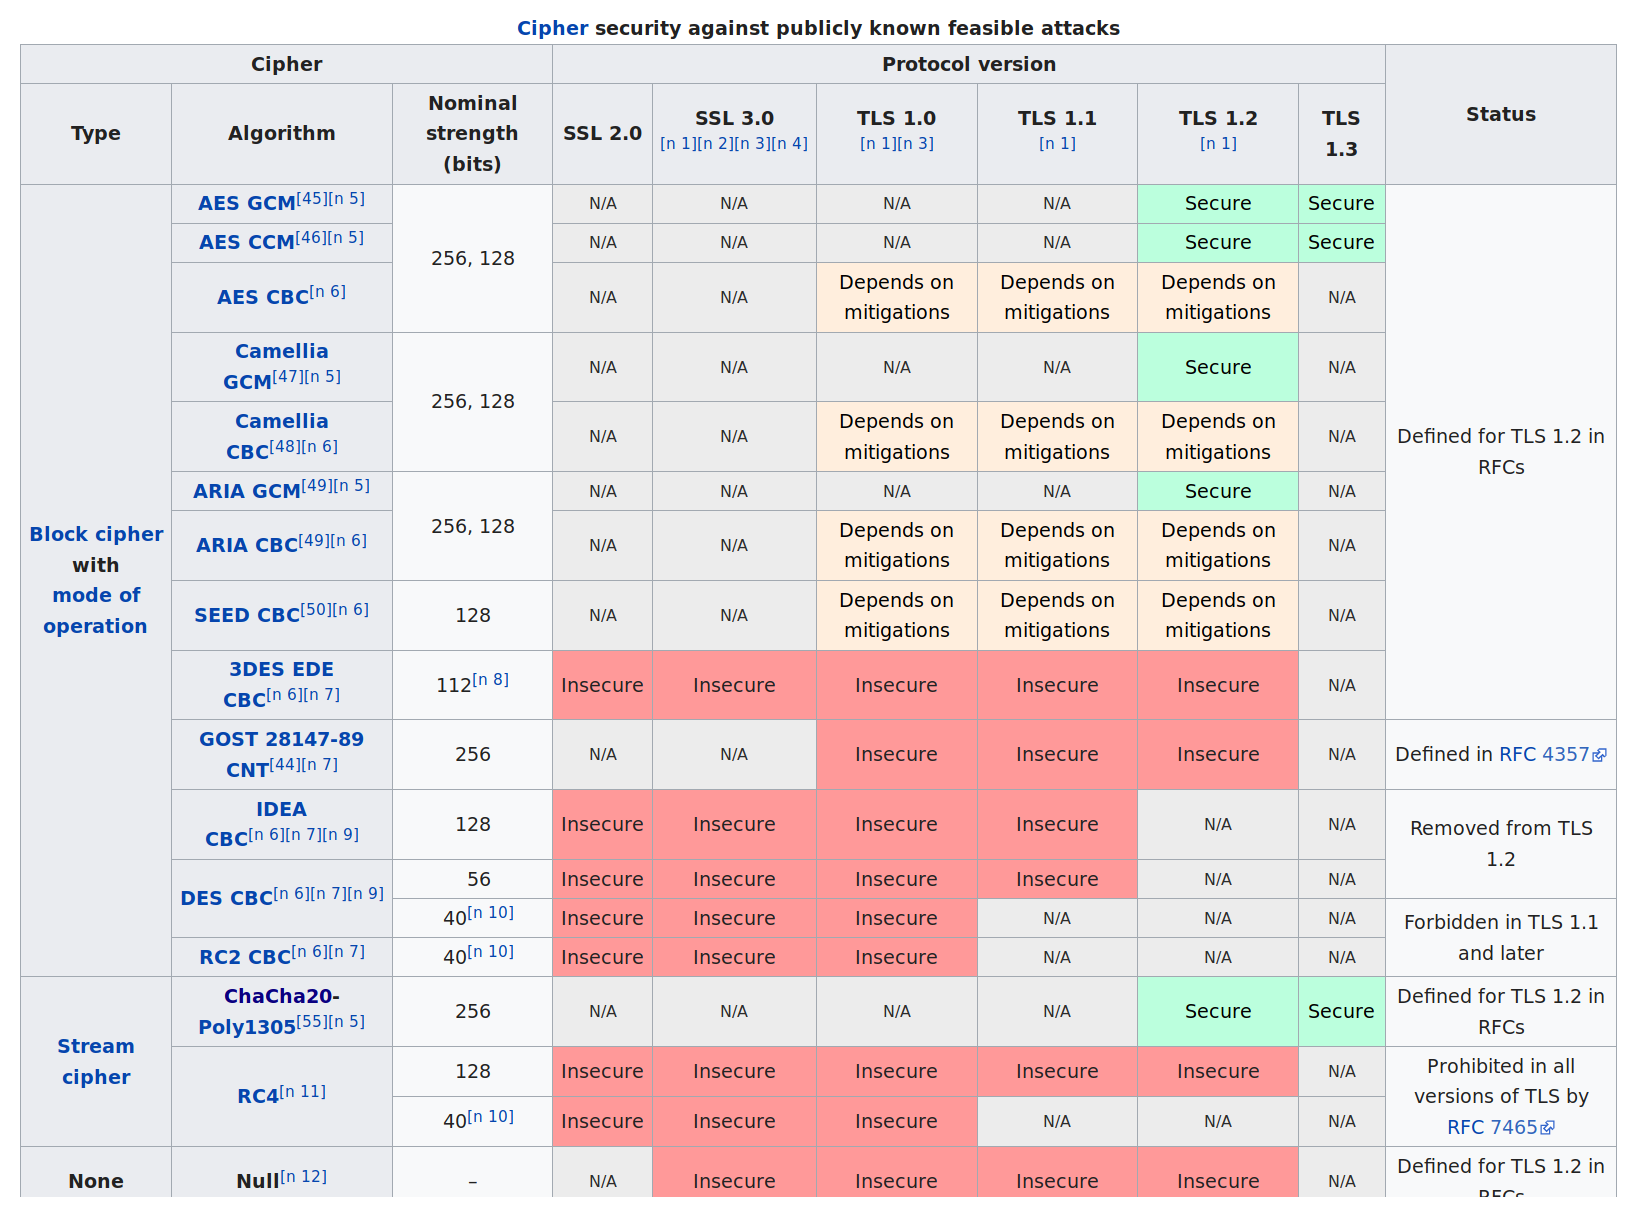 Cipher security against publicly known feasible attacks
Cipher Protocol version Status
Type Algorithm Nominal strength (bits) SSL 2.0 SSL 3.0 [n 1][n 2][n 3][n 4] TLS 1.0 [n 1][n 3] TLS 1.1 [n 1] TLS 1.2 [n 1] TLS 1.3
Block cipher with mode of operation AES GCM[45][n 5] 256, 128 N/A N/A N/A N/A Secure Secure Defined for TLS 1.2 in RFCs
AES CCM[46][n 5] N/A N/A N/A N/A Secure Secure
AES CBC[n 6] N/A N/A Depends on mitigations Depends on mitigations Depends on mitigations N/A
Camellia GCM[47][n 5] 256, 128 N/A N/A N/A N/A Secure N/A
Camellia CBC[48][n 6] N/A N/A Depends on mitigations Depends on mitigations Depends on mitigations N/A
ARIA GCM[49][n 5] 256, 128 N/A N/A N/A N/A Secure N/A
ARIA CBC[49][n 6] N/A N/A Depends on mitigations Depends on mitigations Depends on mitigations N/A
SEED CBC[50][n 6] 128 N/A N/A Depends on mitigations Depends on mitigations Depends on mitigations N/A
3DES EDE CBC[n 6][n 7] 112[n 8] Insecure Insecure Insecure Insecure Insecure N/A
GOST 28147-89 CNT[44][n 7] 256 N/A N/A Insecure Insecure Insecure N/A Defined in RFC 4357
IDEA CBC[n 6][n 7][n 9] 128 Insecure Insecure Insecure Insecure N/A N/A Removed from TLS 1.2
DES CBC[n 6][n 7][n 9] 56 Insecure Insecure Insecure Insecure N/A N/A
40[n 10] Insecure Insecure Insecure N/A N/A N/A Forbidden in TLS 1.1 and later
RC2 CBC[n 6][n 7] 40[n 10] Insecure Insecure Insecure N/A N/A N/A
Stream cipher ChaCha20-Poly1305[55][n 5] 256 N/A N/A N/A N/A Secure Secure Defined for TLS 1.2 in RFCs
RC4[n 11] 128 Insecure Insecure Insecure Insecure Insecure N/A Prohibited in all versions of TLS by RFC 7465
40[n 10] Insecure Insecure Insecure N/A N/A N/A
None Null[n 12] – N/A Insecure Insecure Insecure Insecure N/A Defined for TLS 1.2 in RFCs